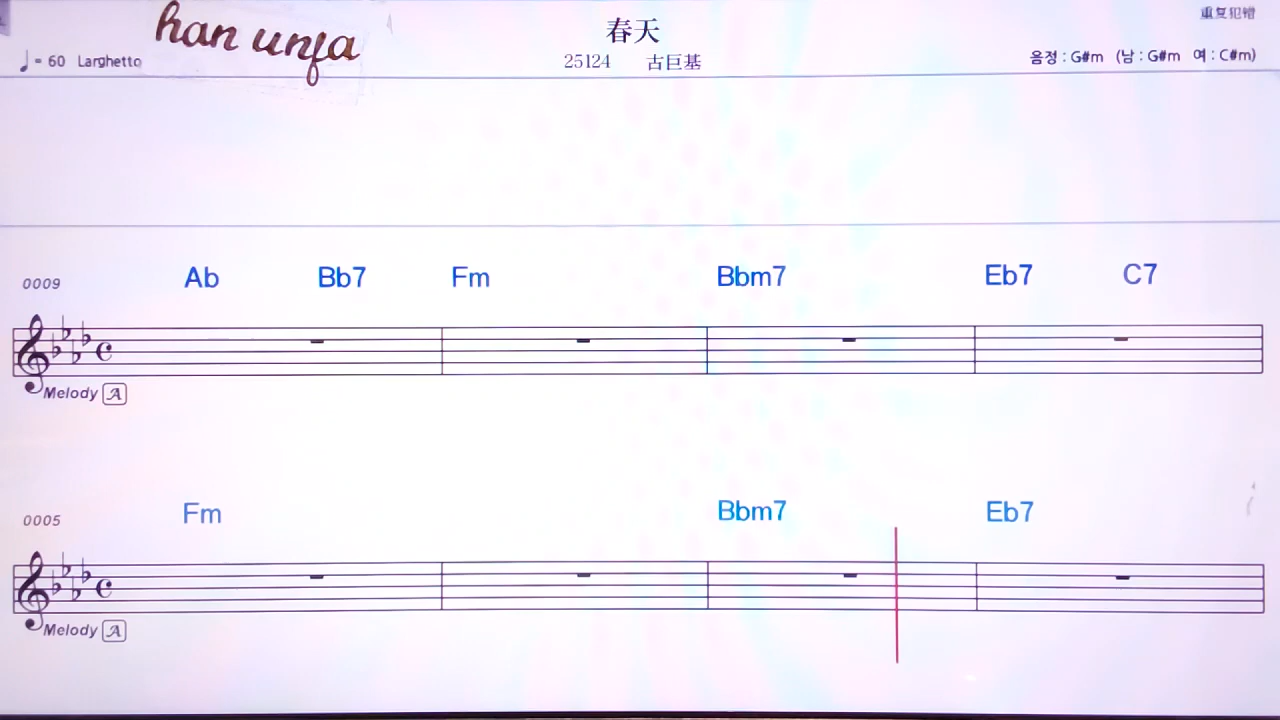 han unfa
春天
重复犯错
♩= 60 Larghetto
25124 古巨基
음정 : G#m (남 : G#m 여 : C#m)
0009 Ab Bb7 Fm Bbm7 Eb7 C7
Melody A
0005 Fm Bbm7 Eb7
Melody A